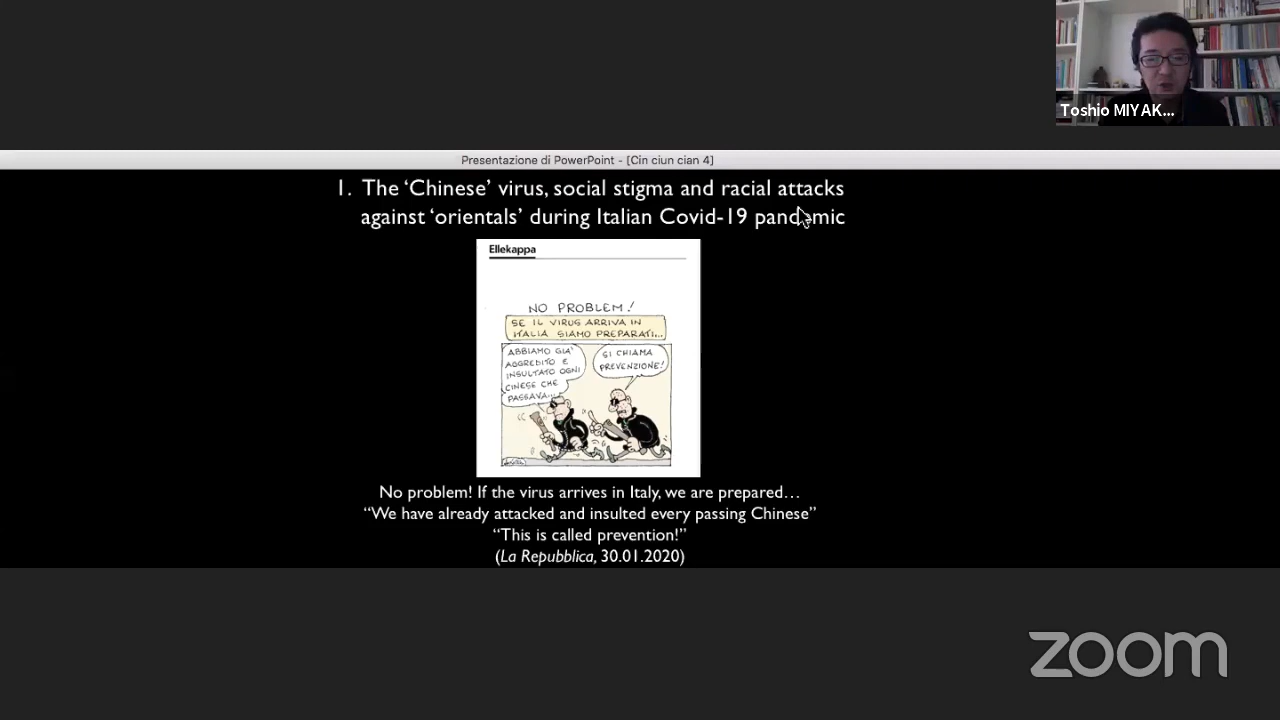 Toshio MIYAK...
Presentazione di PowerPoint - [Cin ciun cian 4]
1. The ‘Chinese’ virus, social stigma and racial attacks
against ‘orientals’ during Italian Covid-19 pandemic
Ellekappa
NO PROBLEM!
SE IL VIRUS ARRIVA IN
ITALIA SIAMO PREPARATI...
ABBIAMO GIA'
AGGREDITO E
INSULTATO OGNI
CINESE CHE
PASSAVA...
SI CHIAMA
PREVENZIONE!
No problem! If the virus arrives in Italy, we are prepared…
“We have already attacked and insulted every passing Chinese”
“This is called prevention!”
(La Repubblica, 30.01.2020)
zoom